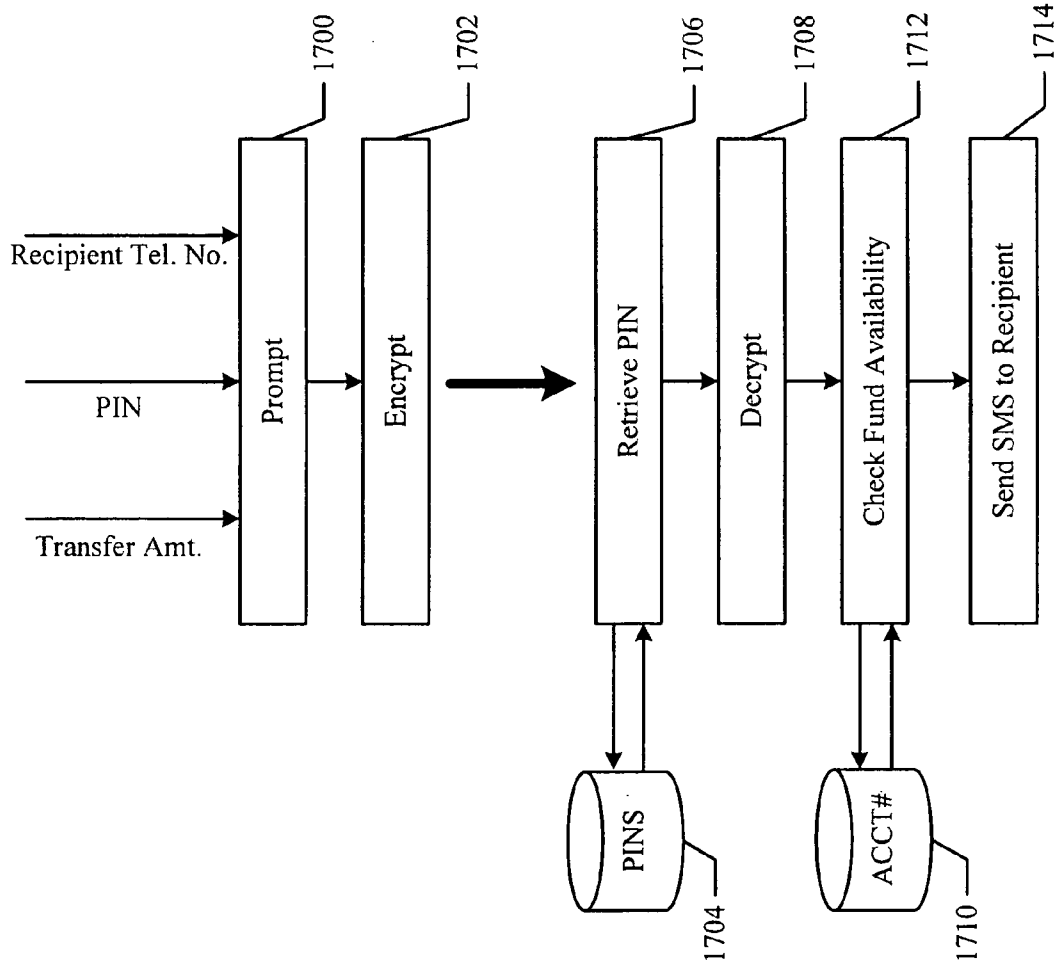 Transfer Amt.
PIN
Recipient Tel. No.
Prompt
1700
Encrypt
1702
PINS
1704
Retrieve PIN
1706
Decrypt
1708
ACCT#
1710
Check Fund Availability
1712
Send SMS to Recipient
1714